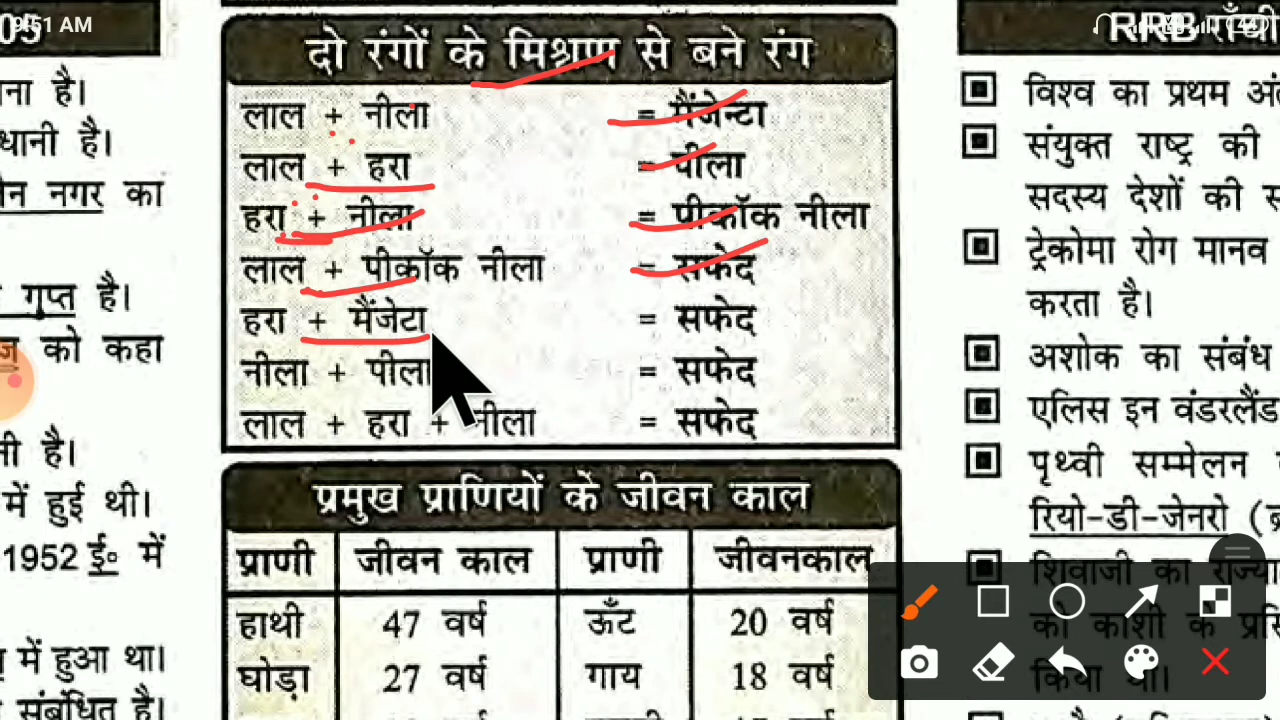 9:51 AM
05
ना है।
धानी है।
न नगर का
गुप्त है।
ज को कहा
नी है।
में हुई थी।
1952 ई० में
में हुआ था।
संबंधित है।
दो रंगों के मिश्रण से बने रंग
लाल + नीला = मैंजेन्टा
लाल + हरा = पीला
हरा + नीला = पीकॉक नीला
लाल + पीकॉक नीला = सफेद
हरा + मैंजेटा = सफेद
नीला + पीला = सफेद
लाल + हरा + नीला = सफेद
प्रमुख प्राणियों के जीवन काल
प्राणी जीवन काल प्राणी जीवनकाल
हाथी 47 वर्ष ऊँट 20 वर्ष
घोड़ा 27 वर्ष गाय 18 वर्ष
RRB राँची
विश्व का प्रथम अं
संयुक्त राष्ट्र की
सदस्य देशों की स
ट्रेकोमा रोग मानव
करता है।
अशोक का संबंध
एलिस इन वंडरलैंड
पृथ्वी सम्मेलन
रियो-डी-जेनरो (ब्र
शिवाजी का राज्या
को काशी के प्रसि
किया था।